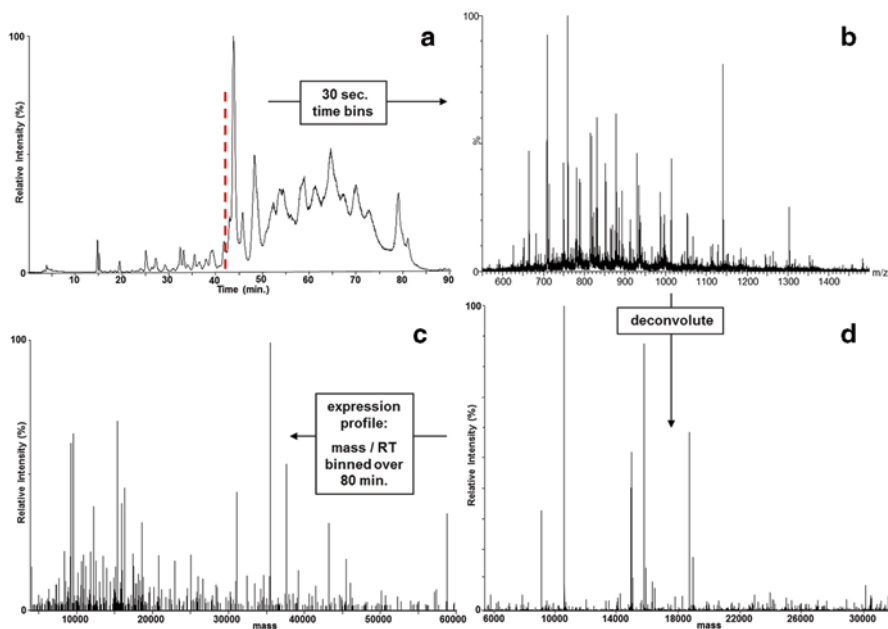 a
100
Relative Intensity (%)
0
10
20
30
40
50
60
70
80
90
Time (min.)
30 sec.
time bins
b
100
%
0
600
700
800
900
1000
1100
1200
1300
1400
m/z
deconvolute
c
100
Relative Intensity (%)
0
10000
20000
30000
40000
50000
60000
mass
expression
profile:
mass / RT
binned over
80 min.
d
100
Relative Intensity (%)
0
6000
10000
14000
18000
22000
26000
30000
mass